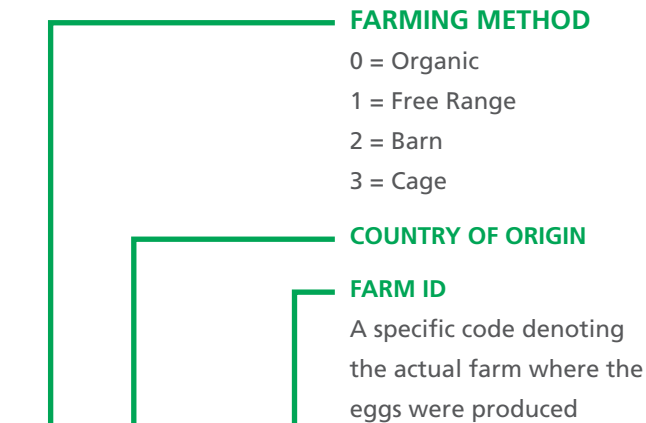 FARMING METHOD
0 = Organic
1 = Free Range
2 = Barn
3 = Cage
COUNTRY OF ORIGIN
FARM ID
A specific code denoting
the actual farm where the
eggs were produced